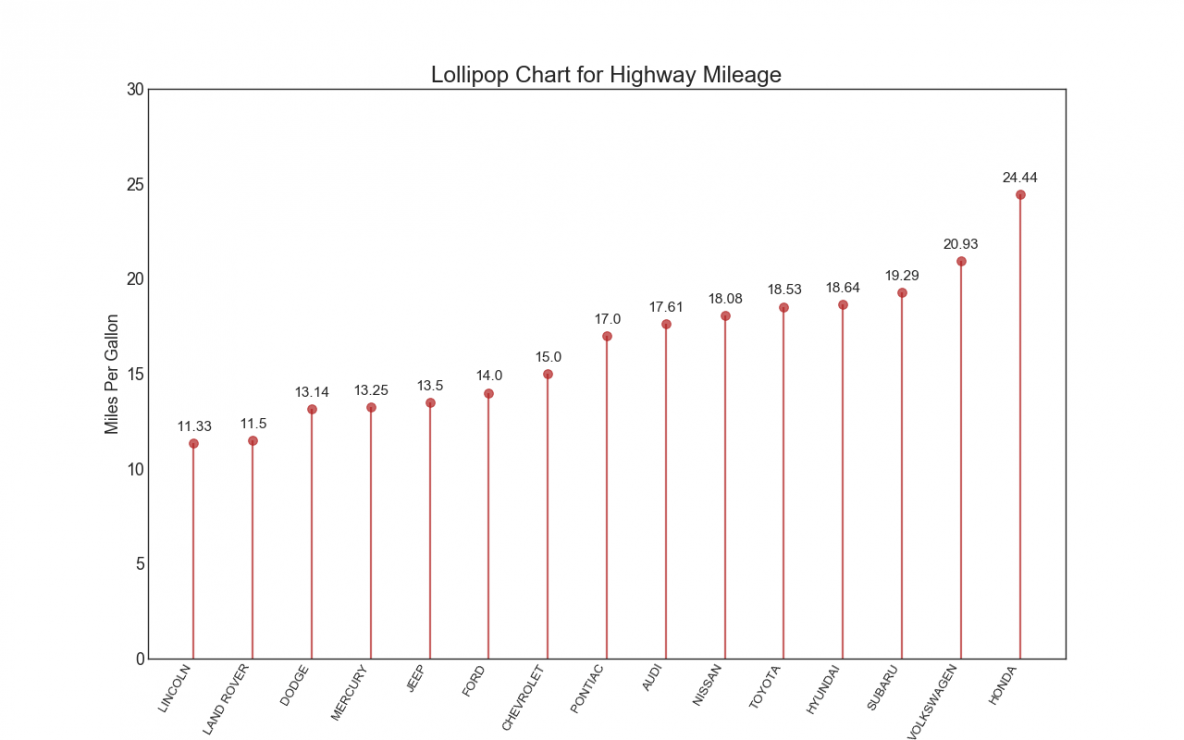 Lollipop Chart for Highway Mileage
30
25
20
15
10
5
0
Miles Per Gallon
11.33
11.5
13.14
13.25
13.5
14.0
15.0
17.0
17.61
18.08
18.53
18.64
19.29
20.93
24.44
LINCOLN
LAND ROVER
DODGE
MERCURY
JEEP
FORD
CHEVROLET
PONTIAC
AUDI
NISSAN
TOYOTA
HYUNDAI
SUBARU
VOLKSWAGEN
HONDA